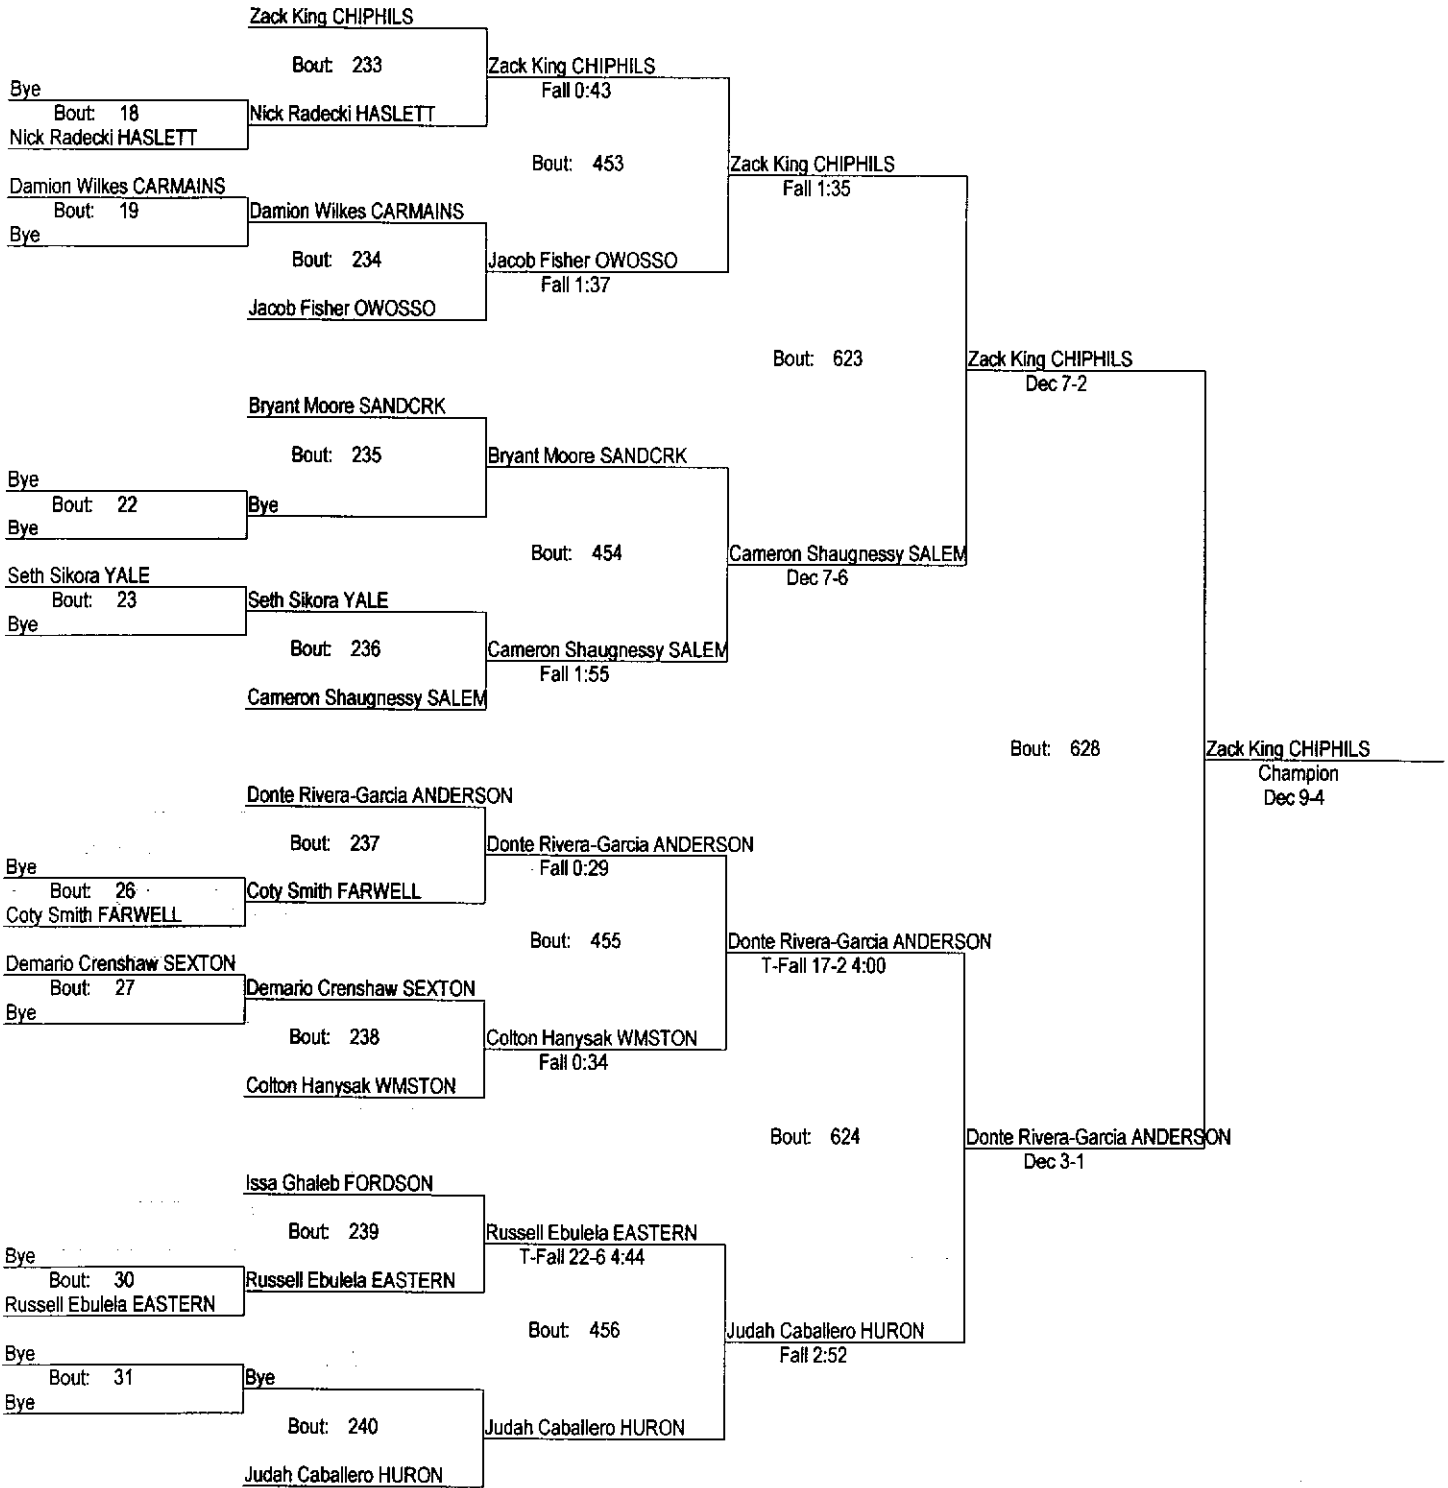 Zack King CHIPHILS
Bout: 233
Zack King CHIPHILS
Fall 0:43
Bye
Bout: 18
Nick Radecki HASLETT
Nick Radecki HASLETT
Bout: 453
Zack King CHIPHILS
Fall 1:35
Damion Wilkes CARMAINS
Bout: 19
Damion Wilkes CARMAINS
Bye
Bout: 234
Jacob Fisher OWOSSO
Fall 1:37
Jacob Fisher OWOSSO
Bout: 623
Zack King CHIPHILS
Dec 7-2
Bryant Moore SANDCRK
Bout: 235
Bryant Moore SANDCRK
Bye
Bout: 22
Bye
Bye
Bout: 454
Cameron Shaugnessy SALEM
Dec 7-6
Seth Sikora YALE
Bout: 23
Seth Sikora YALE
Bye
Bout: 236
Cameron Shaugnessy SALEM
Fall 1:55
Cameron Shaugnessy SALEM
Bout: 628
Zack King CHIPHILS
Champion
Dec 9-4
Donte Rivera-Garcia ANDERSON
Bout: 237
Donte Rivera-Garcia ANDERSON
Fall 0:29
Bye
Bout: 26
Coty Smith FARWELL
Coty Smith FARWELL
Bout: 455
Donte Rivera-Garcia ANDERSON
T-Fall 17-2 4:00
Demario Crenshaw SEXTON
Bout: 27
Demario Crenshaw SEXTON
Bye
Bout: 238
Colton Hanysak WMSTON
Fall 0:34
Colton Hanysak WMSTON
Bout: 624
Donte Rivera-Garcia ANDERSON
Dec 3-1
Issa Ghaleb FORDSON
Bout: 239
Russell Ebulela EASTERN
T-Fall 22-6 4:44
Bye
Bout: 30
Russell Ebulela EASTERN
Russell Ebulela EASTERN
Bout: 456
Judah Caballero HURON
Fall 2:52
Bye
Bout: 31
Bye
Bye
Bout: 240
Judah Caballero HURON
Judah Caballero HURON